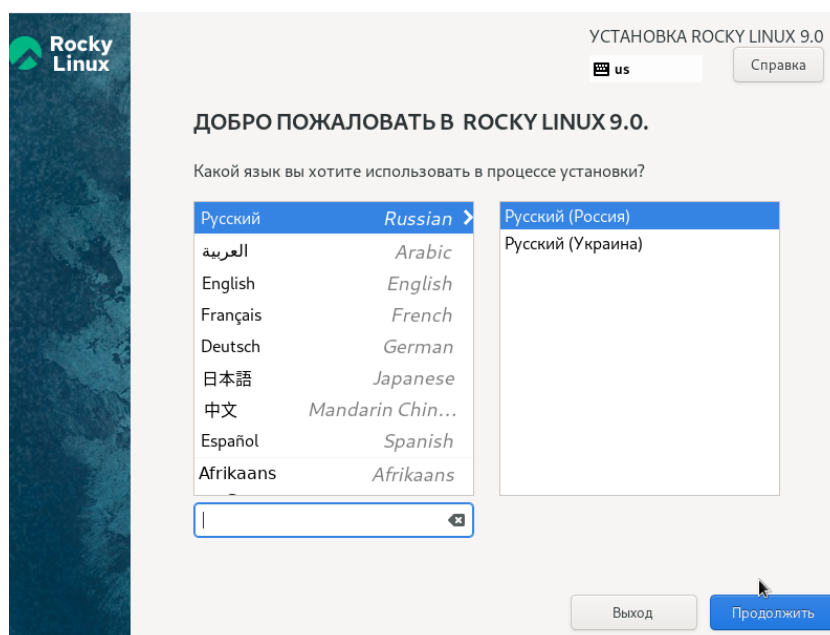 Rocky
Linux
УСТАНОВКА ROCKY LINUX 9.0
us
Справка
ДОБРО ПОЖАЛОВАТЬ В ROCKY LINUX 9.0.
Какой язык вы хотите использовать в процессе установки?
Русский Russian
العربية Arabic
English English
Français French
Deutsch German
日本語 Japanese
中文 Mandarin Chin...
Español Spanish
Afrikaans Afrikaans
Русский (Россия)
Русский (Украина)
Выход
Продолжить